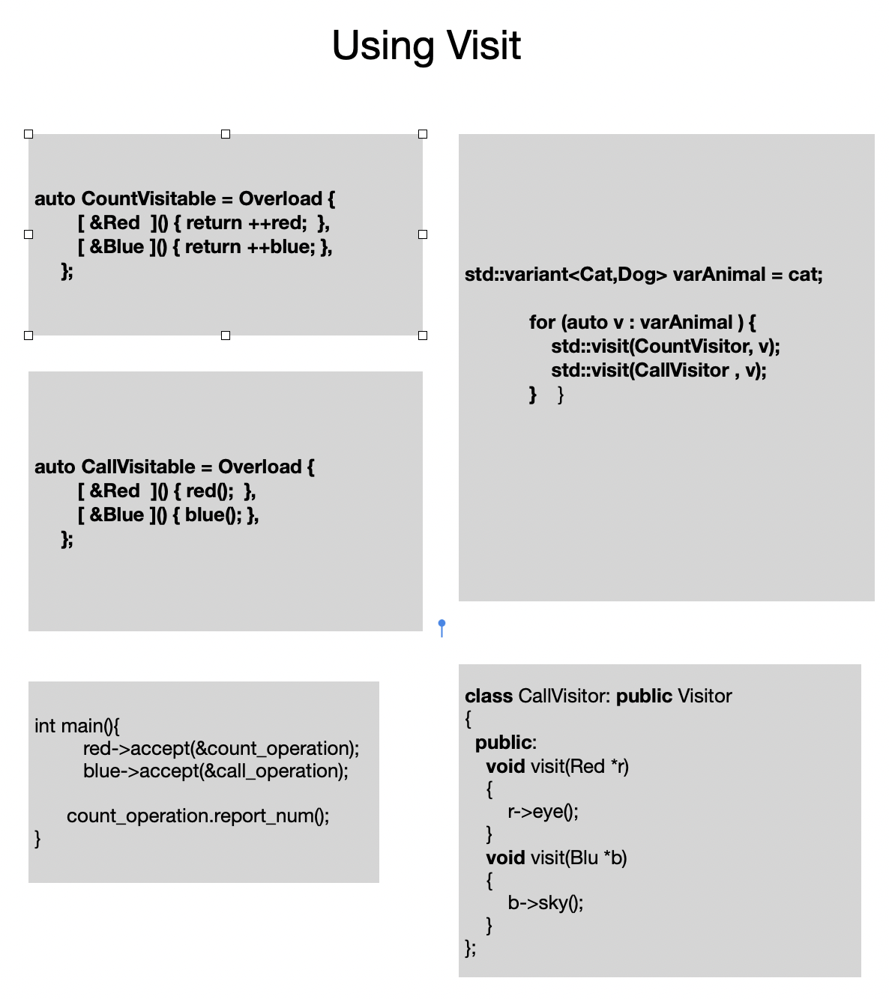 Using Visit
auto CountVisitable = Overload {
[ &Red  ]() { return ++red;  },
[ &Blue ]() { return ++blue; },
};
auto CallVisitable = Overload {
[ &Red  ]() { red();  },
[ &Blue ]() { blue(); },
};
int main(){
red->accept(&count_operation);
blue->accept(&call_operation);
count_operation.report_num();
}
std::variant<Cat,Dog> varAnimal = cat;
for (auto v : varAnimal ) {
std::visit(CountVisitor, v);
std::visit(CallVisitor , v);
}    }
class CallVisitor: public Visitor
{
public:
void visit(Red *r)
{
r->eye();
}
void visit(Blu *b)
{
b->sky();
}
};